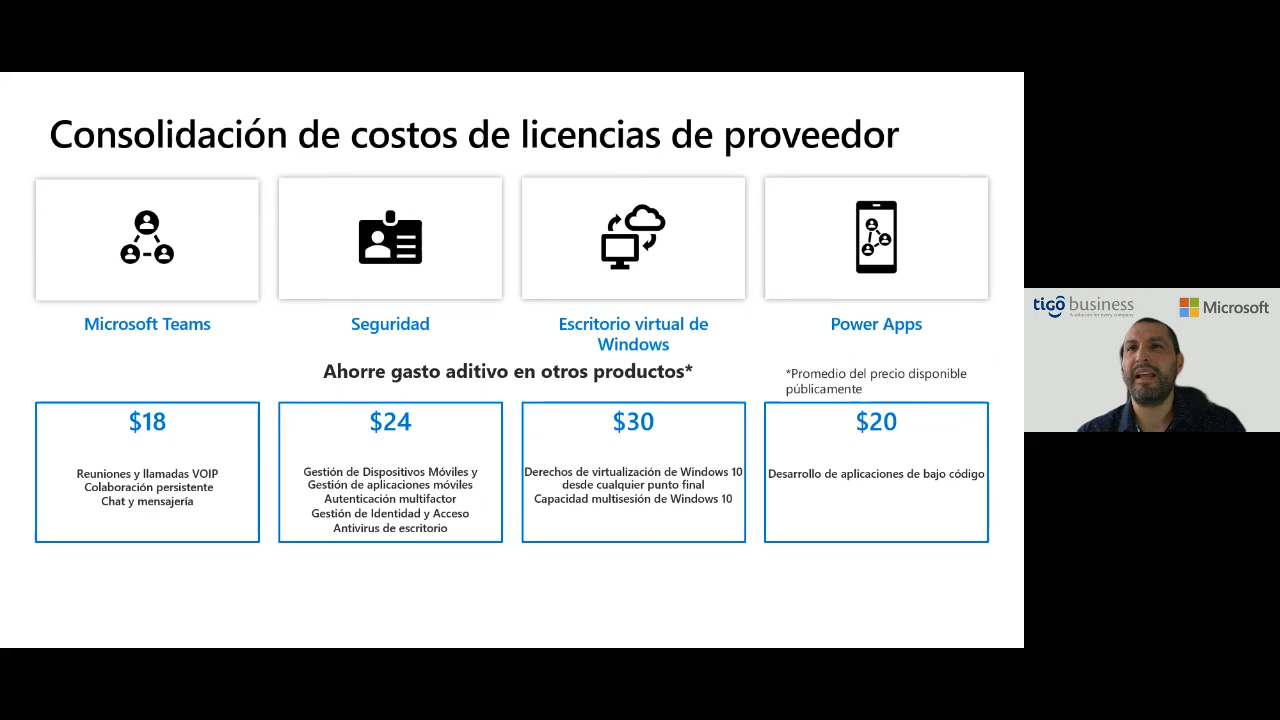 Consolidación de costos de licencias de proveedor
Microsoft Teams
Seguridad
Escritorio virtual de
Windows
Power Apps
Ahorre gasto aditivo en otros productos*
*Promedio del precio disponible
públicamente
$18
Reuniones y llamadas VOIP
Colaboración persistente
Chat y mensajería
$24
Gestión de Dispositivos Móviles y
Gestión de aplicaciones móviles
Autenticación multifactor
Gestión de Identidad y Acceso
Antivirus de escritorio
$30
Derechos de virtualización de Windows 10
desde cualquier punto final
Capacidad multisesión de Windows 10
$20
Desarrollo de aplicaciones de bajo código
tigo business
A solution for every company
Microsoft